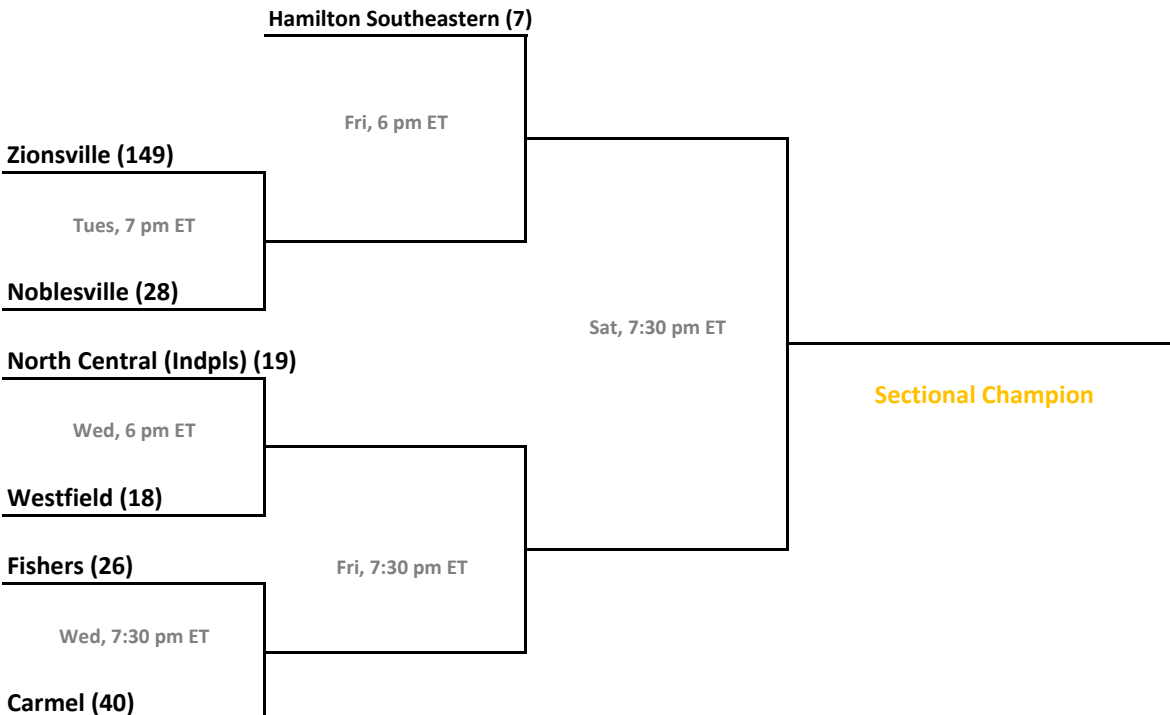 Hamilton Southeastern (7)
Fri, 6 pm ET
Zionsville (149)
Tues, 7 pm ET
Noblesville (28)
Sat, 7:30 pm ET
North Central (Indpls) (19)
Sectional Champion
Wed, 6 pm ET
Westfield (18)
Fishers (26)
Fri, 7:30 pm ET
Wed, 7:30 pm ET
Carmel (40)